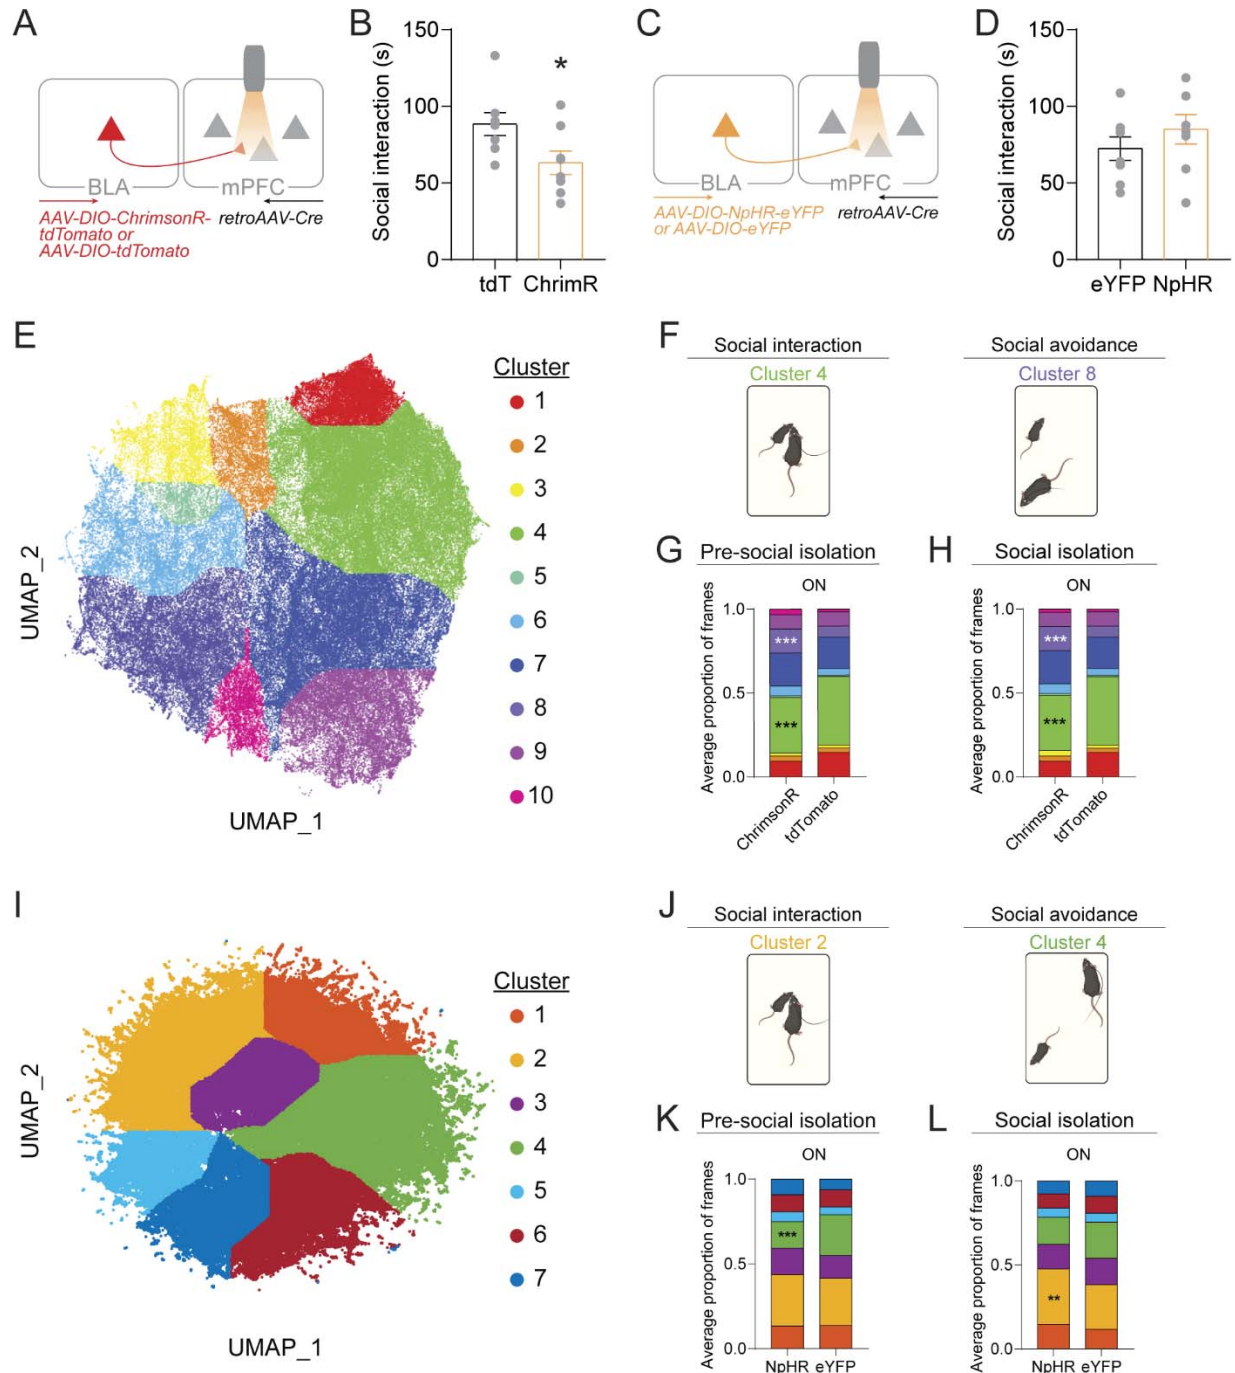 A
BLA
mPFC
AAV-DIO-ChrimsonR-
tdTomato or
AAV-DIO-tdTomato
retroAAV-Cre
B
Social interaction (s)
150
100
50
0
*
tdT ChrimR
C
BLA
mPFC
AAV-DIO-NpHR-eYFP
or AAV-DIO-eYFP
retroAAV-Cre
D
Social interaction (s)
150
100
50
0
eYFP NpHR
E
UMAP_2
UMAP_1
Cluster
1
2
3
4
5
6
7
8
9
10
F
Social interaction
Cluster 4
Social avoidance
Cluster 8
G
Pre-social isolation
ON
Average proportion of frames
1.0
0.5
0.0
***
***
ChrimsonR
tdTomato
H
Social isolation
ON
Average proportion of frames
1.0
0.5
0.0
***
***
ChrimsonR
tdTomato
I
UMAP_2
UMAP_1
Cluster
1
2
3
4
5
6
7
J
Social interaction
Cluster 2
Social avoidance
Cluster 4
K
Pre-social isolation
ON
Average proportion of frames
1.0
0.5
0.0
***
NpHR eYFP
L
Social isolation
ON
Average proportion of frames
1.0
0.5
0.0
**
NpHR eYFP